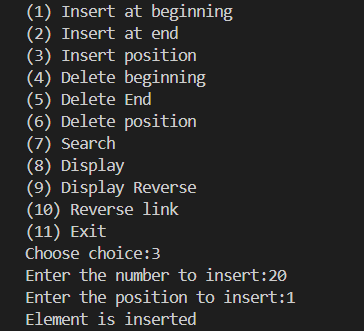 (1) Insert at beginning
(2) Insert at end
(3) Insert position
(4) Delete beginning
(5) Delete End
(6) Delete position
(7) Search
(8) Display
(9) Display Reverse
(10) Reverse link
(11) Exit
Choose choice:3
Enter the number to insert:20
Enter the position to insert:1
Element is inserted